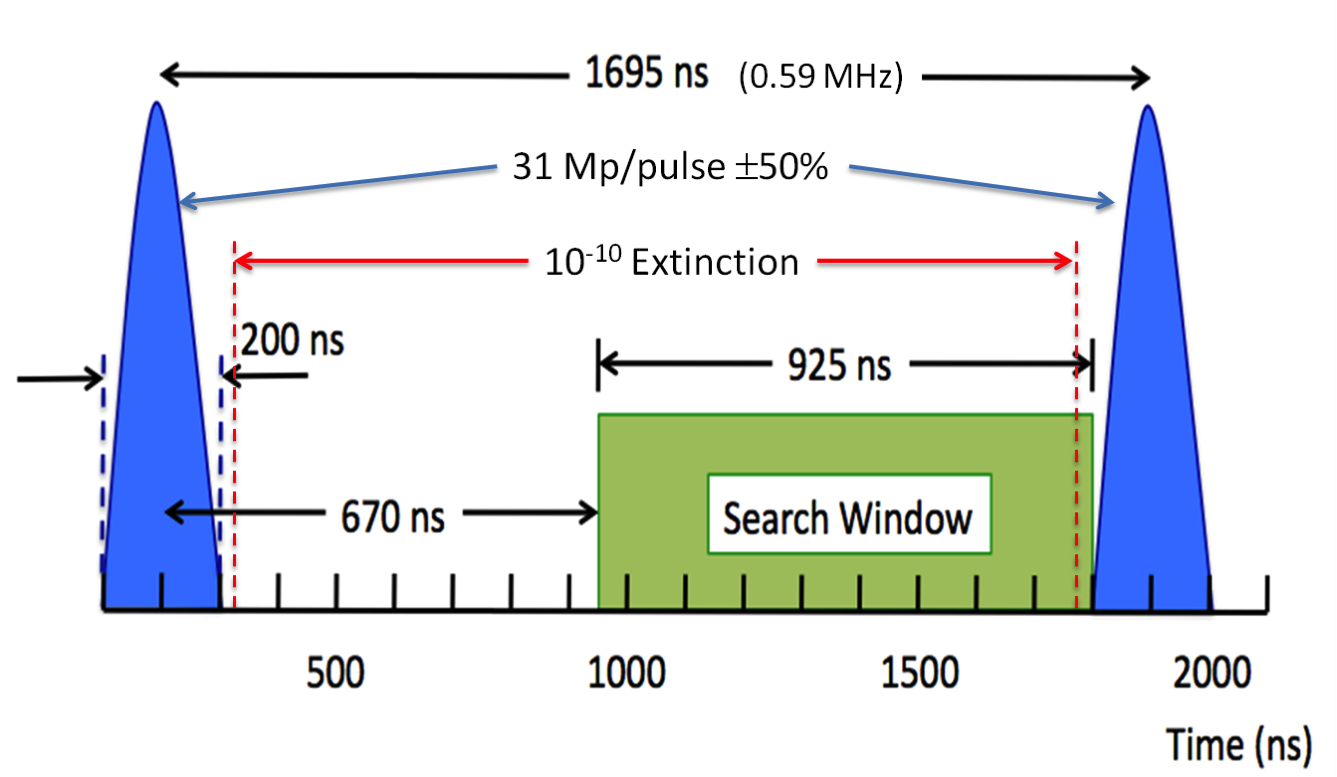 1695 ns (0.59 MHz)
31 Mp/pulse ±50%
10⁻¹⁰ Extinction
200 ns
925 ns
670 ns
Search Window
500 1000 1500 2000
Time (ns)